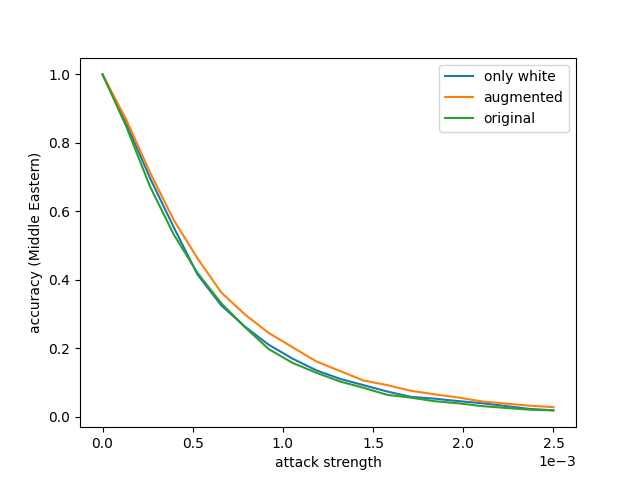 only white
augmented
original
1.0
0.8
0.6
0.4
0.2
0.0
accuracy (Middle Eastern)
0.0 0.5 1.0 1.5 2.0 2.5
1e−3
attack strength